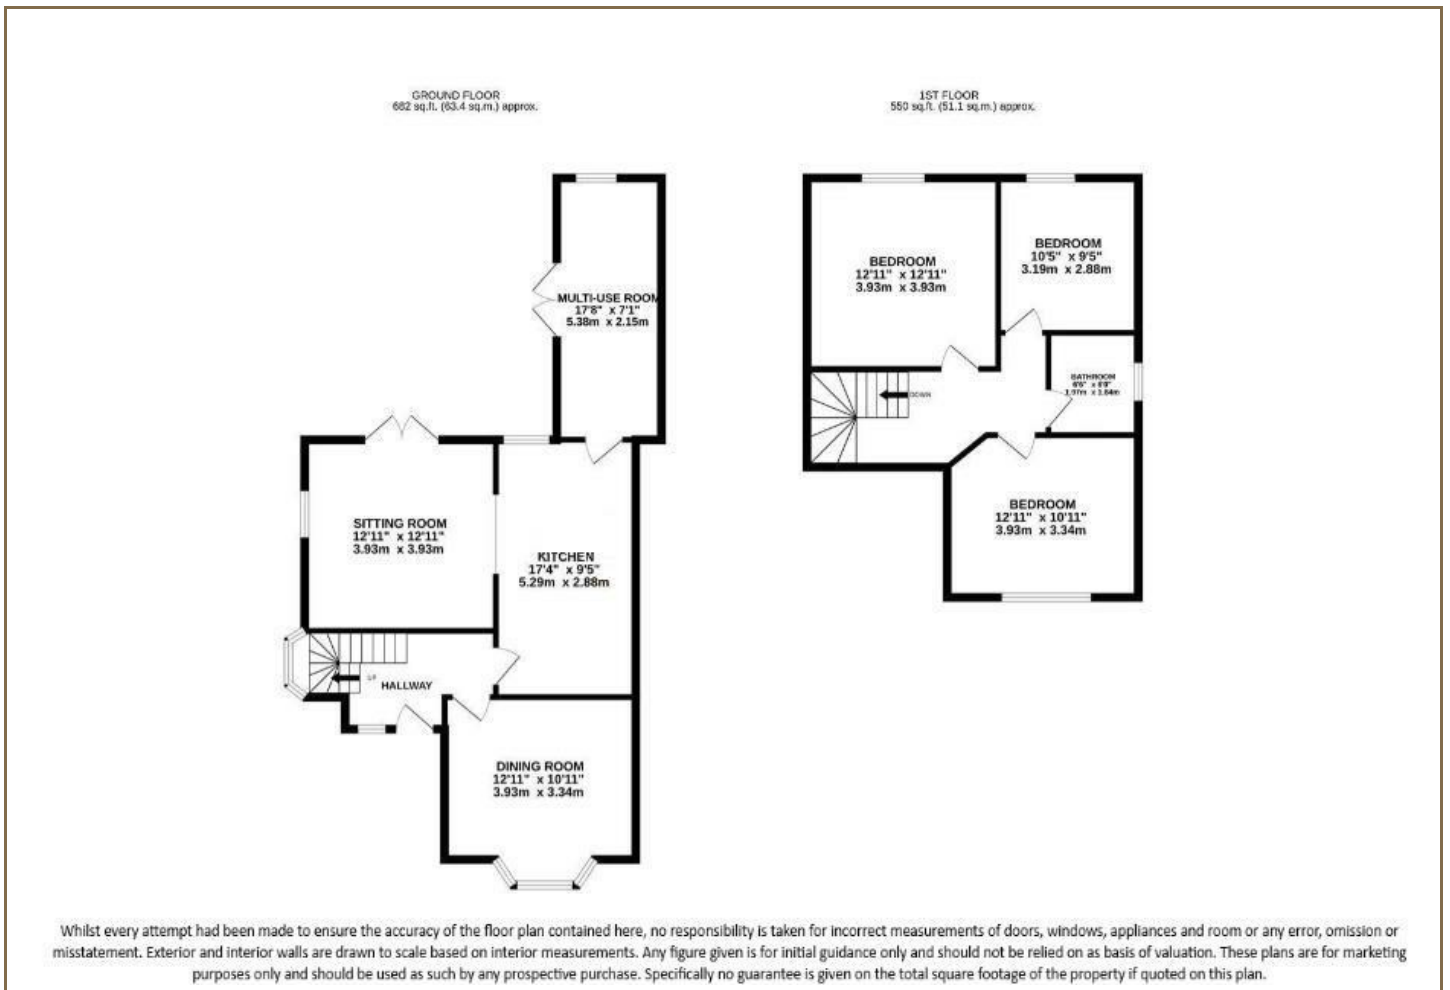 GROUND FLOOR
682 sq.ft. (63.4 sq.m.) approx.
1ST FLOOR
550 sq.ft. (51.1 sq.m.) approx.
MULTI-USE ROOM
17'8" x 7'1"
5.38m x 2.15m
SITTING ROOM
12'11" x 12'11"
3.93m x 3.93m
KITCHEN
17'4" x 9'5"
5.29m x 2.88m
UP
HALLWAY
DINING ROOM
12'11" x 10'11"
3.93m x 3.34m
BEDROOM
12'11" x 12'11"
3.93m x 3.93m
BEDROOM
10'5" x 9'5"
3.19m x 2.88m
BATHROOM
6'6" x 6'0"
1.97m x 1.84m
DOWN
BEDROOM
12'11" x 10'11"
3.93m x 3.34m
Whilst every attempt had been made to ensure the accuracy of the floor plan contained here, no responsibility is taken for incorrect measurements of doors, windows, appliances and room or any error, omission or
misstatement. Exterior and interior walls are drawn to scale based on interior measurements. Any figure given is for initial guidance only and should not be relied on as basis of valuation. These plans are for marketing
purposes only and should be used as such by any prospective purchase. Specifically no guarantee is given on the total square footage of the property if quoted on this plan.